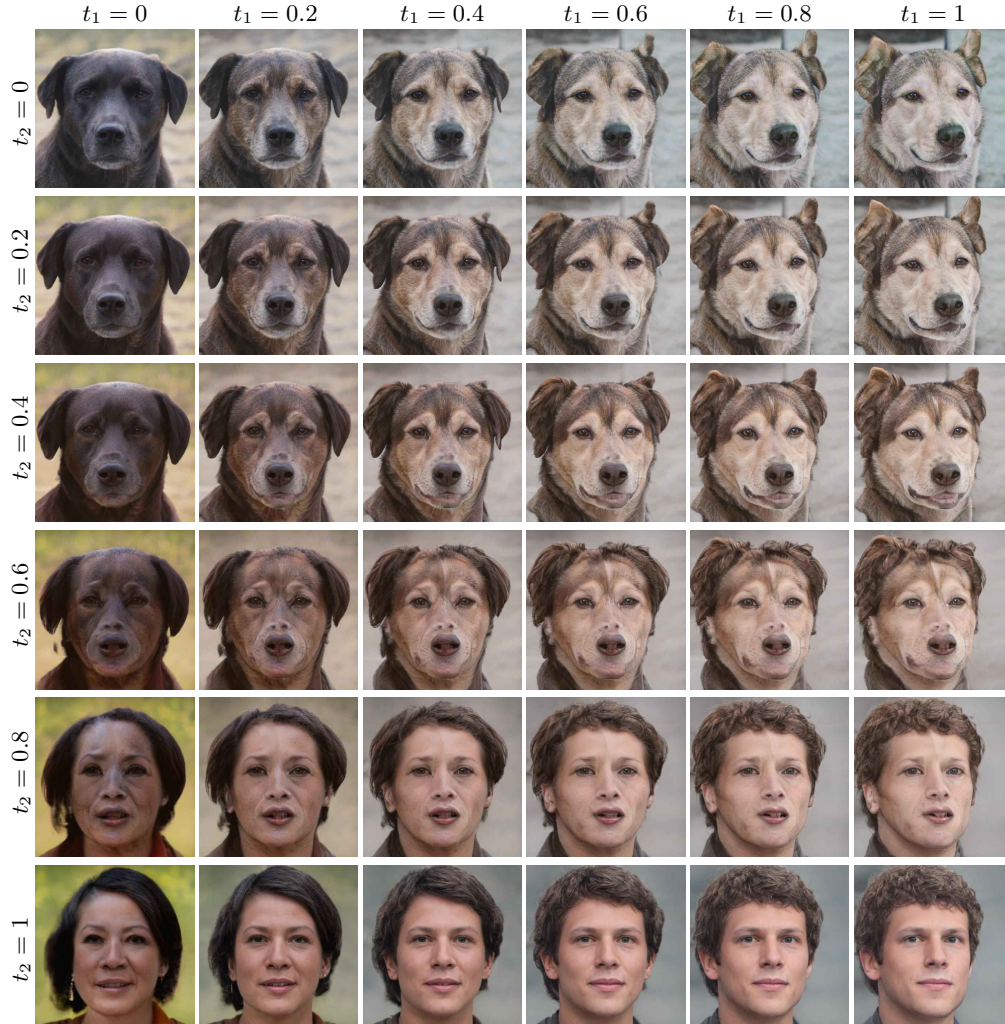 t₁ = 0 t₁ = 0.2 t₁ = 0.4 t₁ = 0.6 t₁ = 0.8 t₁ = 1
t₂ = 0
t₂ = 0.2
t₂ = 0.4
t₂ = 0.6
t₂ = 0.8
t₂ = 1